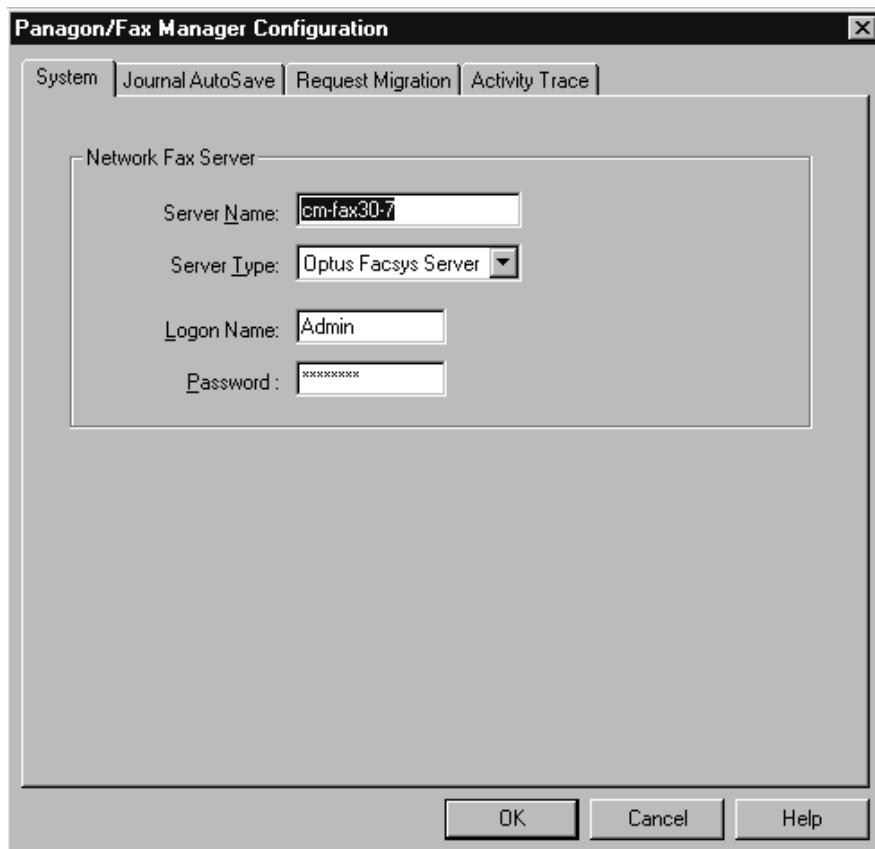 Panagon/Fax Manager Configuration
System Journal AutoSave Request Migration Activity Trace
Network Fax Server
Server Name: cm-fax30-7
Server Type: Optus Facsys Server
Logon Name: Admin
Password : ********
OK Cancel Help